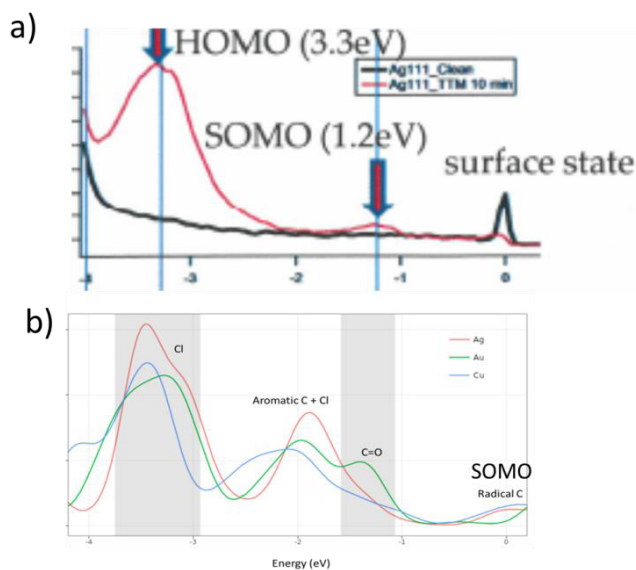 a)
HOMO (3.3eV)
Ag111_Clean
Ag111_TTM 10 min
SOMO (1.2eV)
surface state
-4 -3 -2 -1 0
b)
Cl
Ag
Au
Cu
Aromatic C + Cl
C=O
SOMO
Radical C
-4 -3 -2 -1 0
Energy (eV)